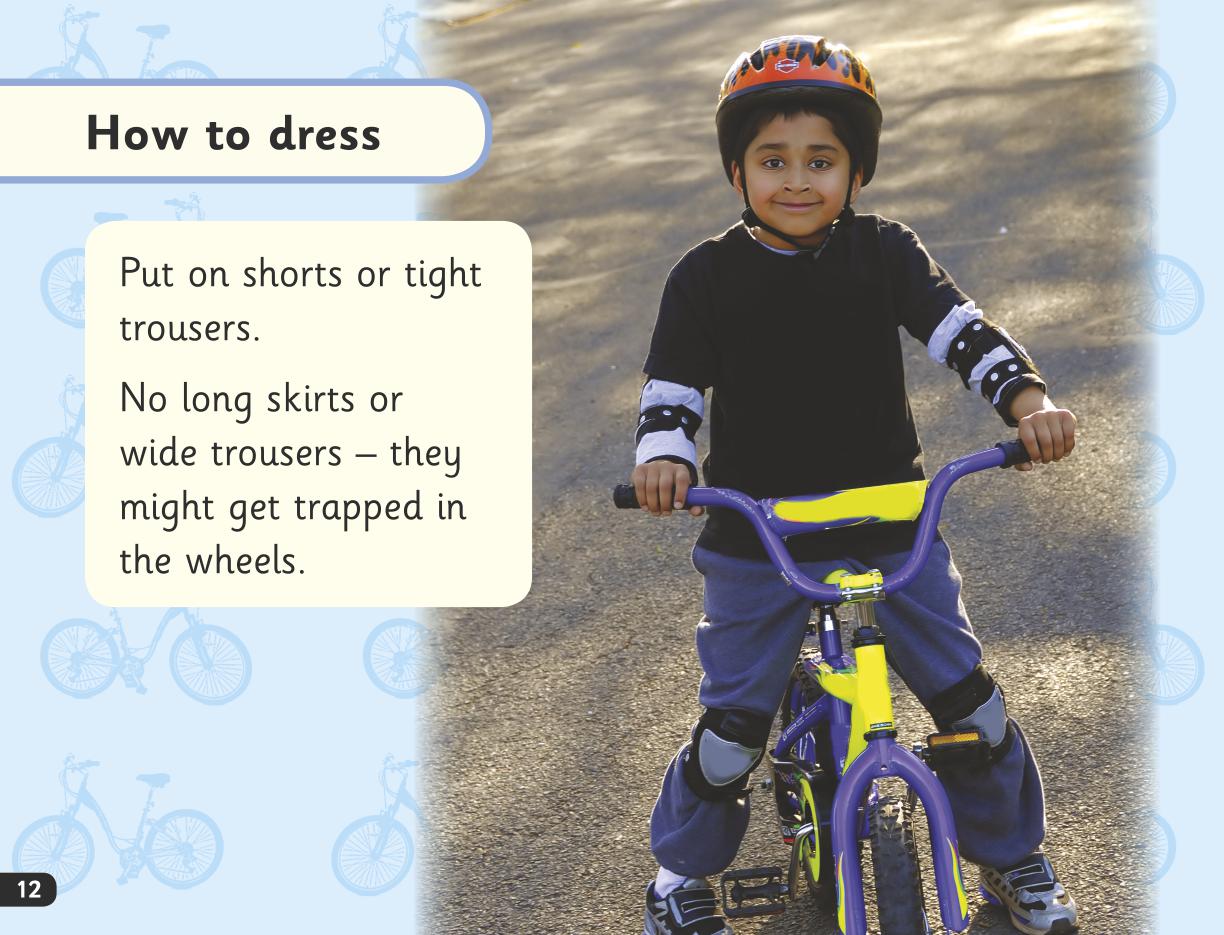 How to dress
Put on shorts or tight
trousers.
No long skirts or
wide trousers – they
might get trapped in
the wheels.
12